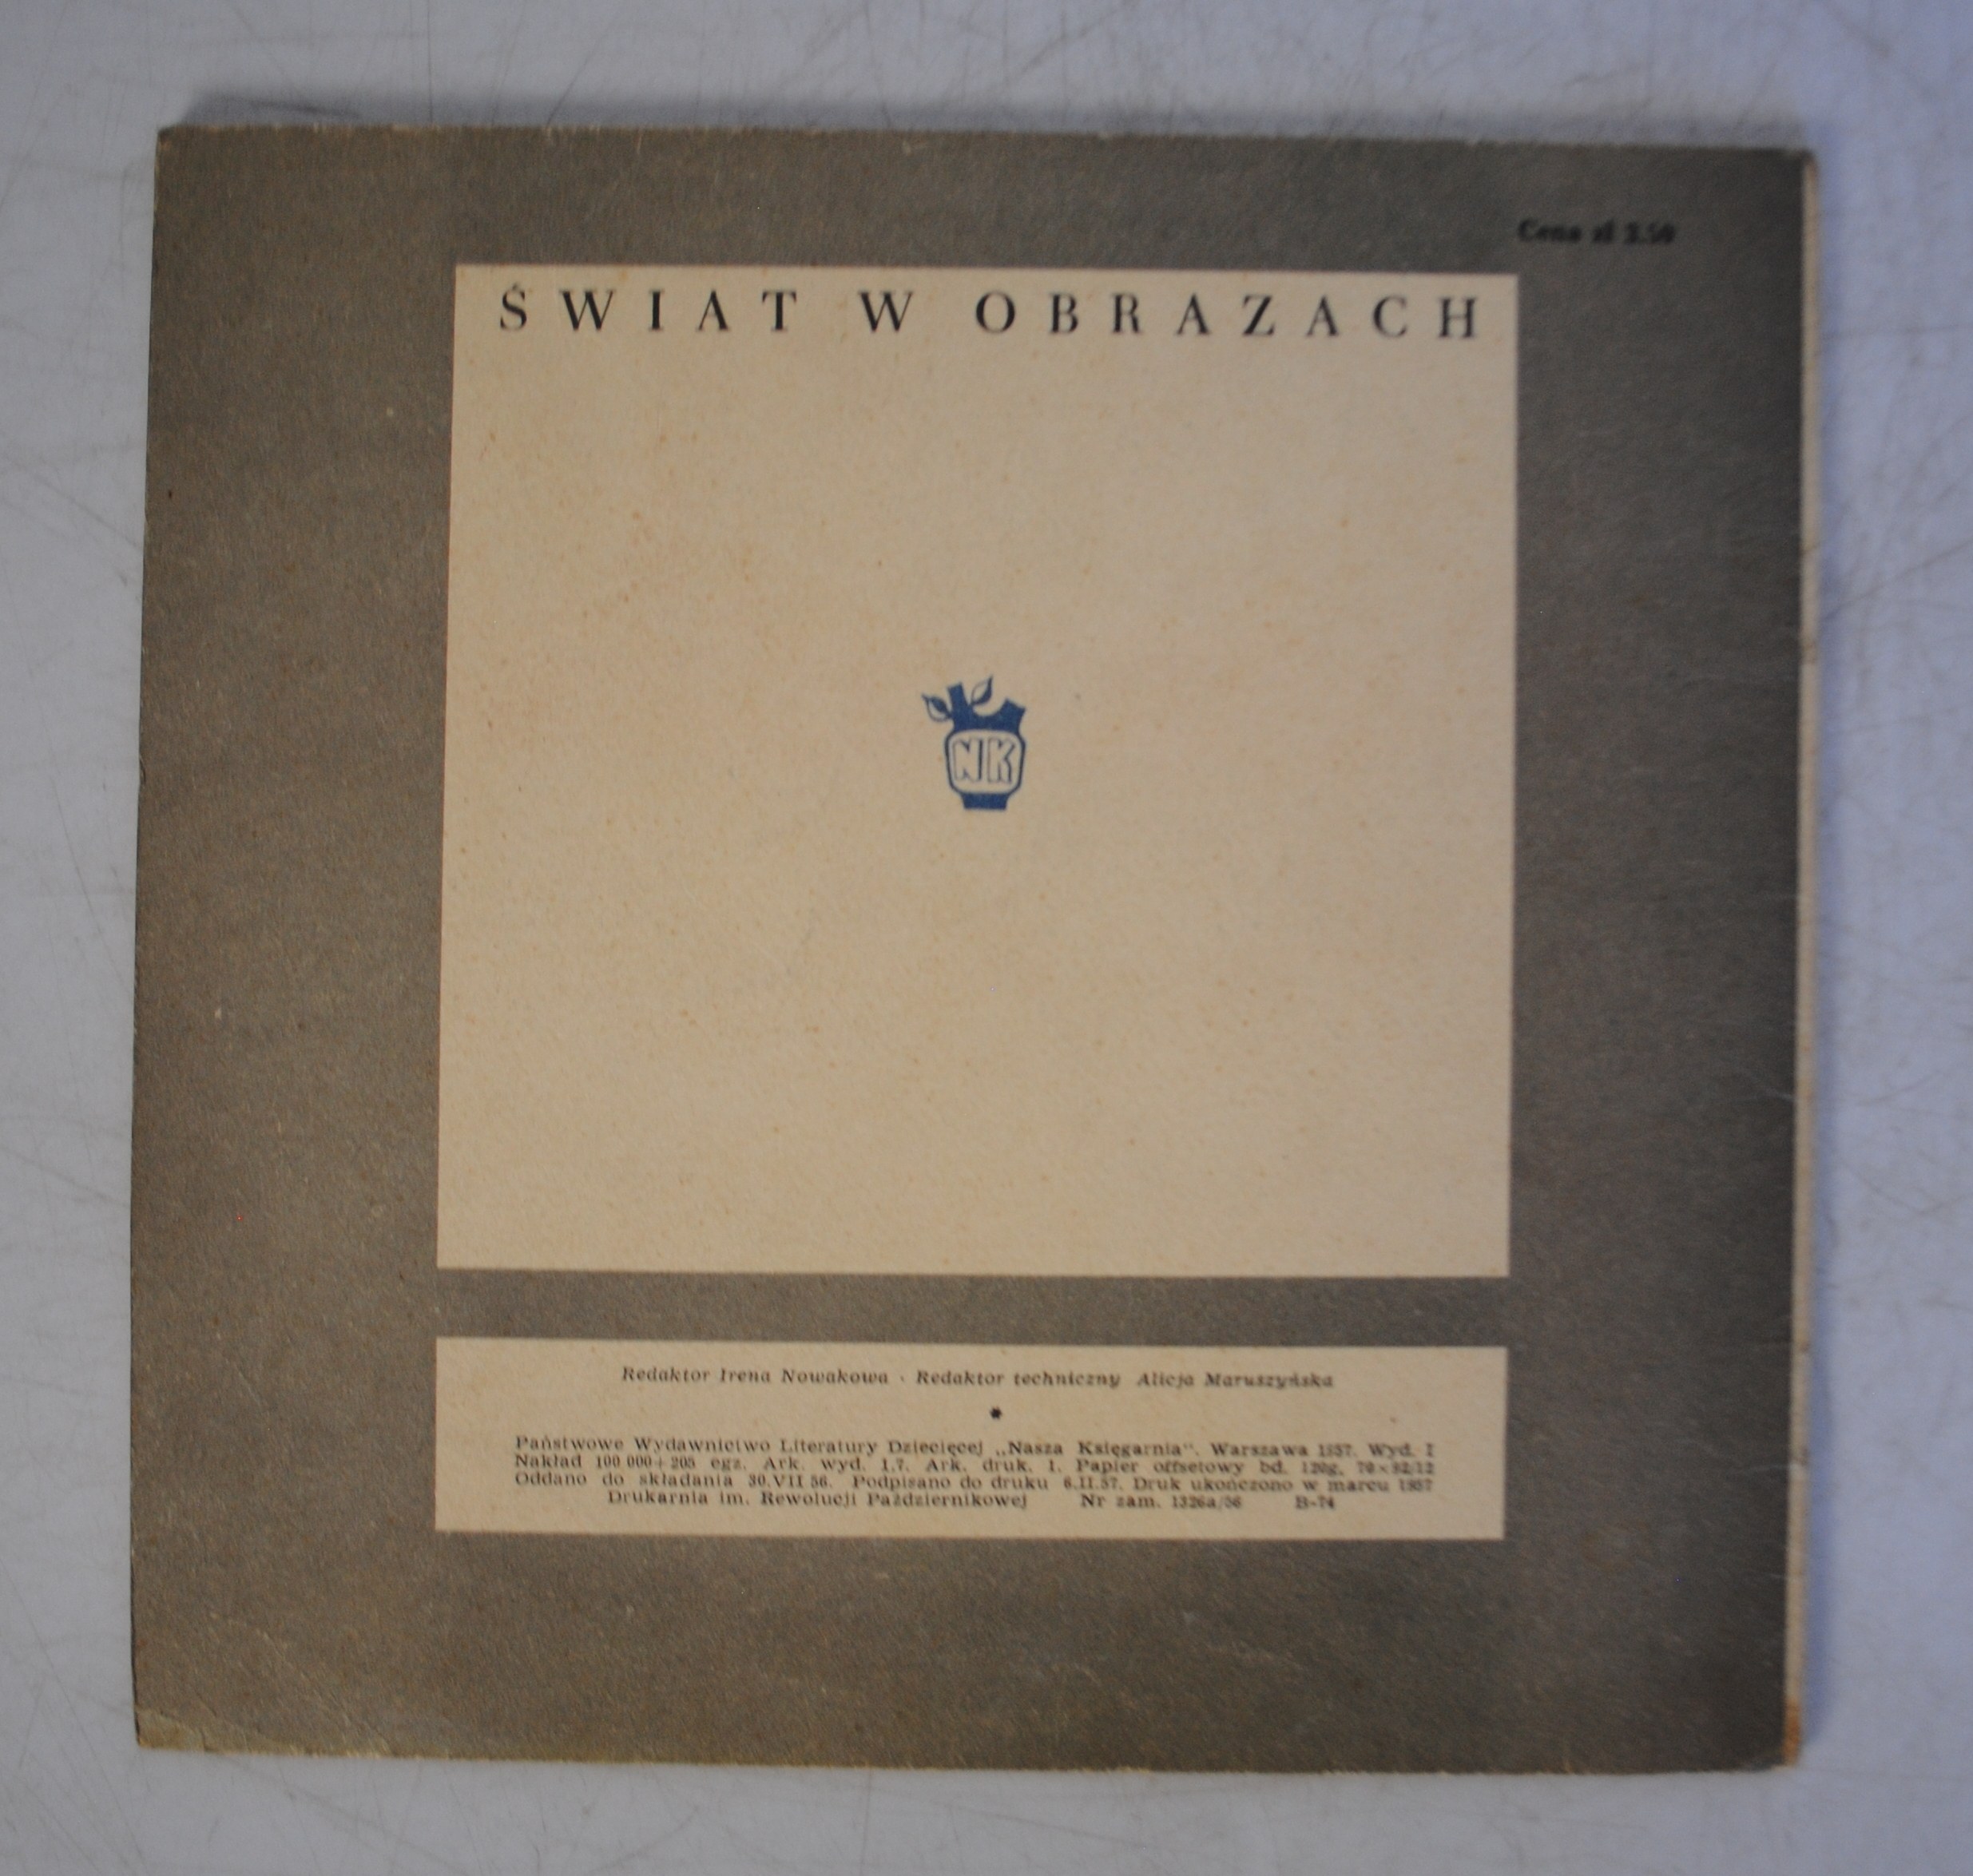 Cena zł
ŚWIAT W OBRAZACH
NK
Redaktor Irena Nowakowa · Redaktor techniczny Alicja Maruszyńska
*
Państwowe Wydawnictwo Literatury Dziecięcej „Nasza Księgarnia". Warszawa 1957. Wyd. I
Nakład 100 000+205 egz. Ark. wyd. 1,7. Ark. druk. 1. Papier offsetowy bd. 120g, 70×92/12
Oddano do składania 30.VII 56. Podpisano do druku 6.II.57. Druk ukończono w marcu 1957
Drukarnia im. Rewolucji Październikowej Nr zam. 1326a/56 B-74